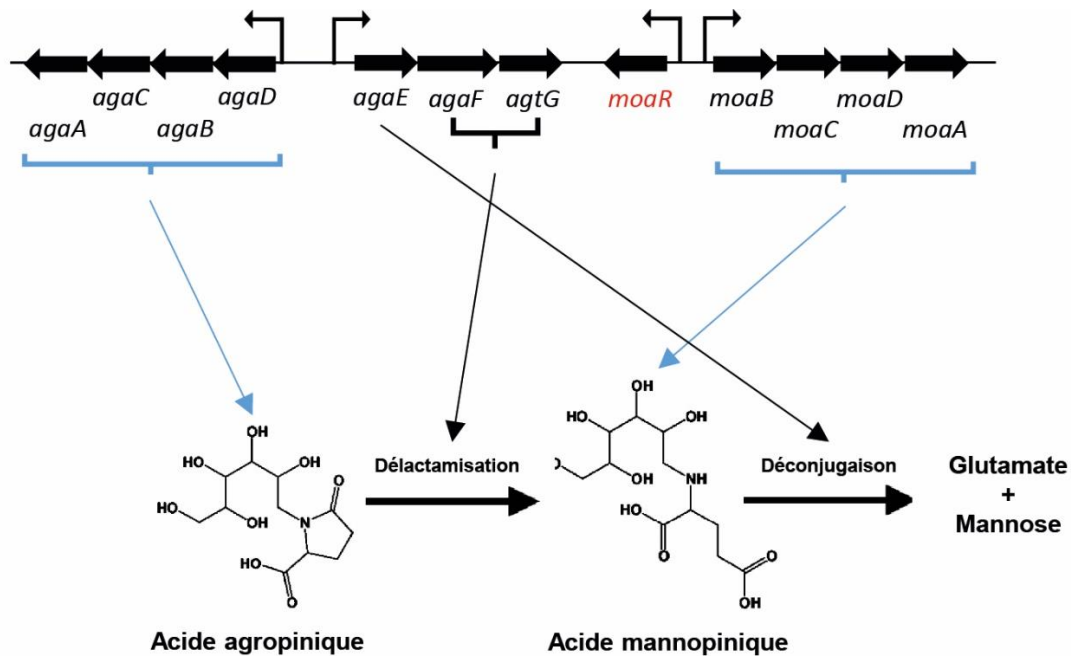 agaA
agaC
agaB
agaD
agaE
agaF
agtG
moaR
moaB
moaC
moaD
moaA
OH
HO
HO
OH
OH
HO
N
O
HO
O
Délactamisation
OH
HO
OH
O
OH
NH
HO
O
O
OH
Déconjugaison
Glutamate
+
Mannose
Acide agropinique
Acide mannopinique